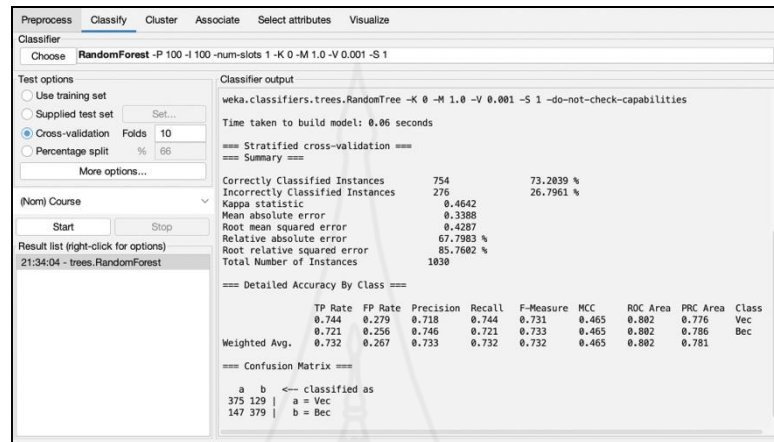 Preprocess Classify Cluster Associate Select attributes Visualize
Classifier
Choose RandomForest -P 100 -I 100 -num-slots 1 -K 0 -M 1.0 -V 0.001 -S 1
Test options
Use training set
Supplied test set Set...
Cross-validation Folds 10
Percentage split % 66
More options...
(Nom) Course
Start Stop
Result list (right-click for options)
21:34:04 - trees.RandomForest
Classifier output
weka.classifiers.trees.RandomTree -K 0 -M 1.0 -V 0.001 -S 1 -do-not-check-capabilities
Time taken to build model: 0.06 seconds
=== Stratified cross-validation ===
=== Summary ===
Correctly Classified Instances 754 73.2039 %
Incorrectly Classified Instances 276 26.7961 %
Kappa statistic 0.4642
Mean absolute error 0.3388
Root mean squared error 0.4287
Relative absolute error 67.7983 %
Root relative squared error 85.7602 %
Total Number of Instances 1030
=== Detailed Accuracy By Class ===
TP Rate FP Rate Precision Recall F-Measure MCC ROC Area PRC Area Class
0.744 0.279 0.718 0.744 0.731 0.465 0.802 0.776 Vec
0.721 0.256 0.746 0.721 0.733 0.465 0.802 0.786 Bec
Weighted Avg. 0.732 0.267 0.733 0.732 0.732 0.465 0.802 0.781
=== Confusion Matrix ===
a b <-- classified as
375 129 | a = Vec
147 379 | b = Bec